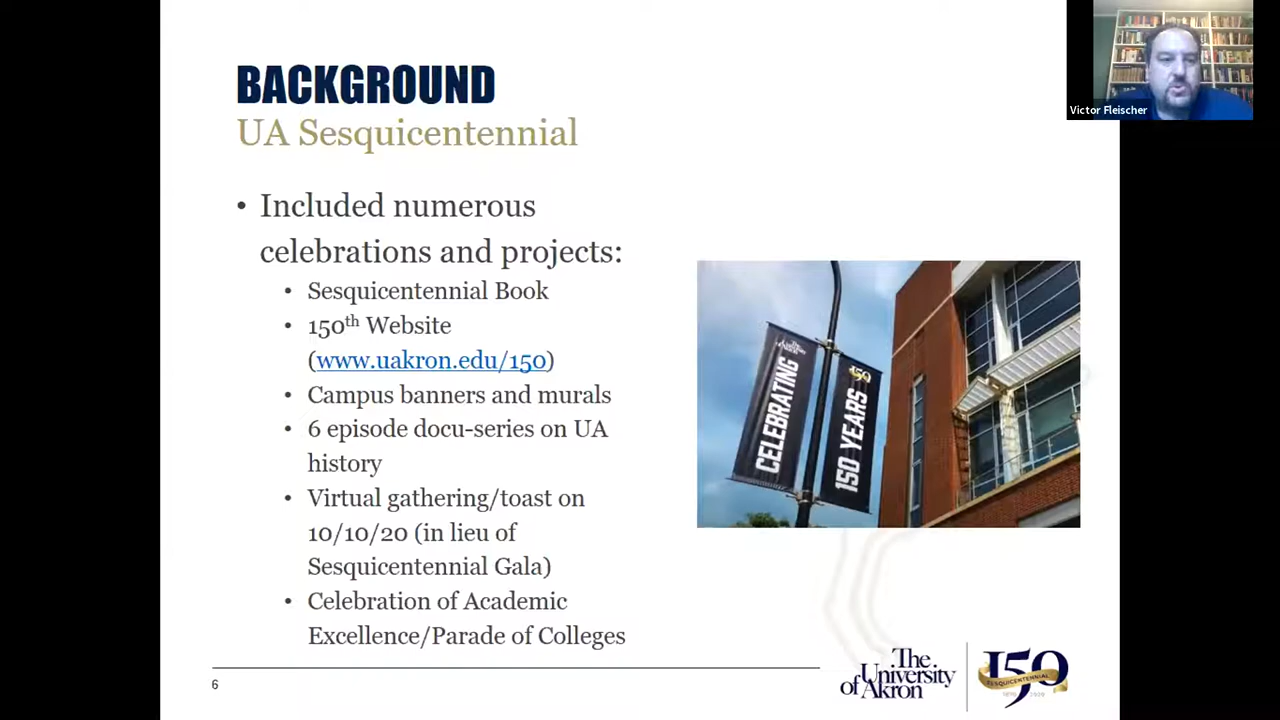 BACKGROUND
UA Sesquicentennial
• Included numerous
celebrations and projects:
• Sesquicentennial Book
• 150th Website
(www.uakron.edu/150)
• Campus banners and murals
• 6 episode docu-series on UA
history
• Virtual gathering/toast on
10/10/20 (in lieu of
Sesquicentennial Gala)
• Celebration of Academic
Excellence/Parade of Colleges
6
Victor Fleischer
CELEBRATING
150
150 YEARS
The
University
of Akron
150
SESQUICENTENNIAL